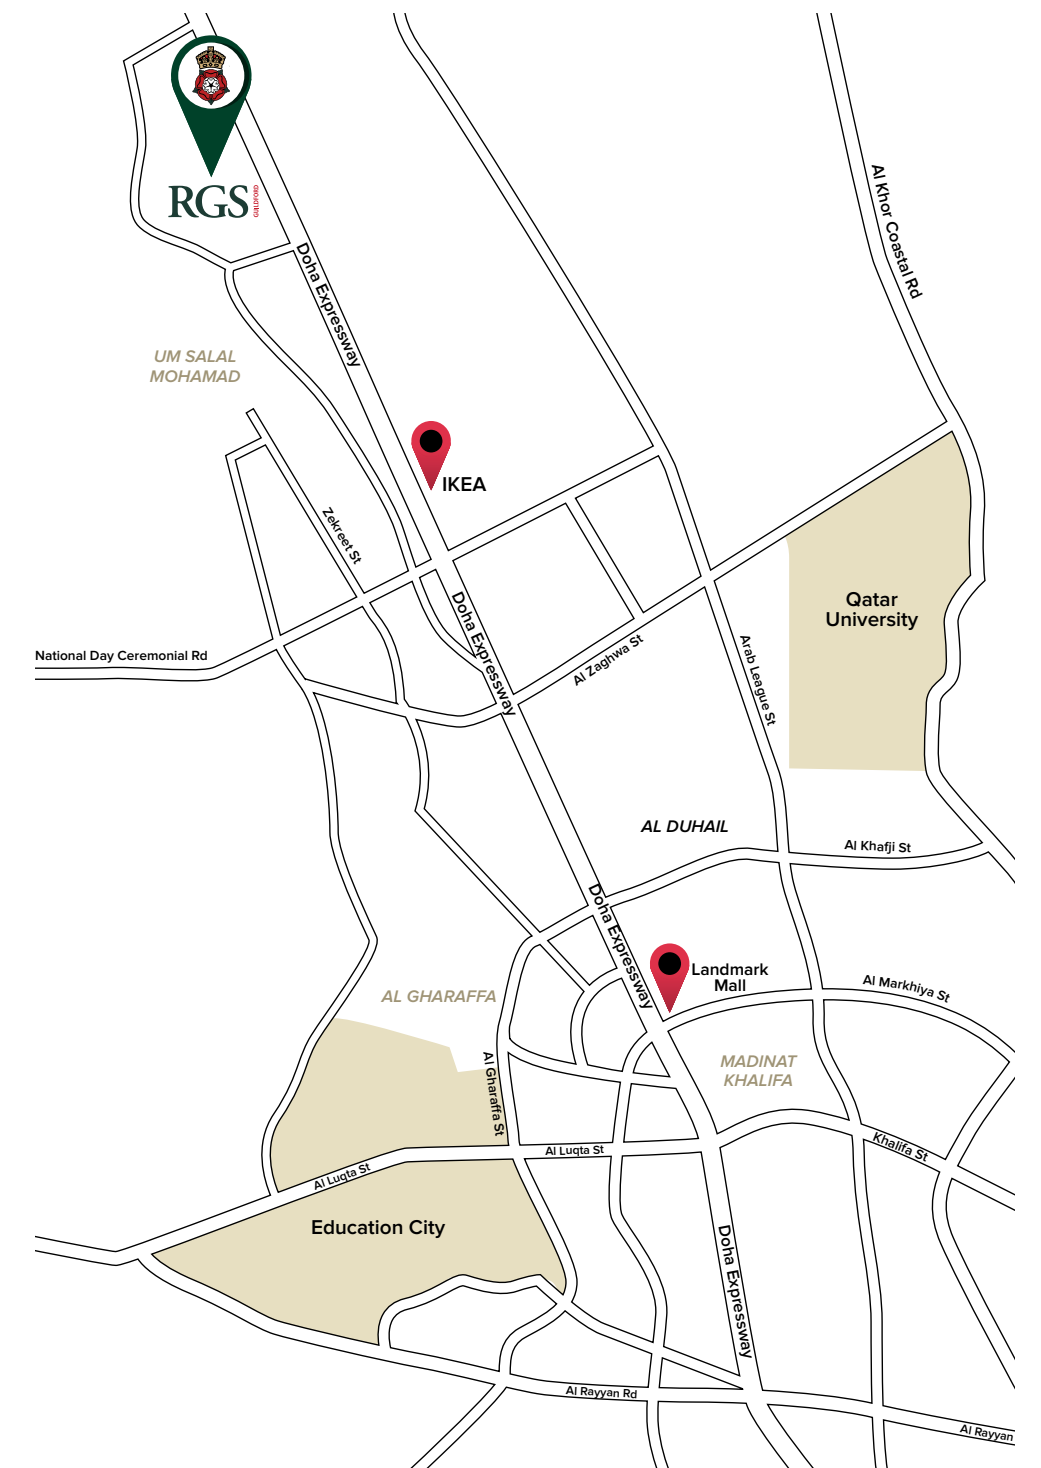 RGS
GUILDFORD
Al Khor Coastal Rd
Doha Expressway
UM SALAL
MOHAMAD
IKEA
Zekreet St
Qatar
University
Doha Expressway
National Day Ceremonial Rd
Al Zaghwa St
Arab League St
AL DUHAIL
Al Khafji St
Doha Expressway
Landmark
Mall
Al Markhiya St
AL GHARAFFA
MADINAT
KHALIFA
Al Gharaffa St
Al Luqta St
Khalifa St
Al Luqta St
Education City
Doha Expressway
Al Rayyan Rd
Al Rayyan